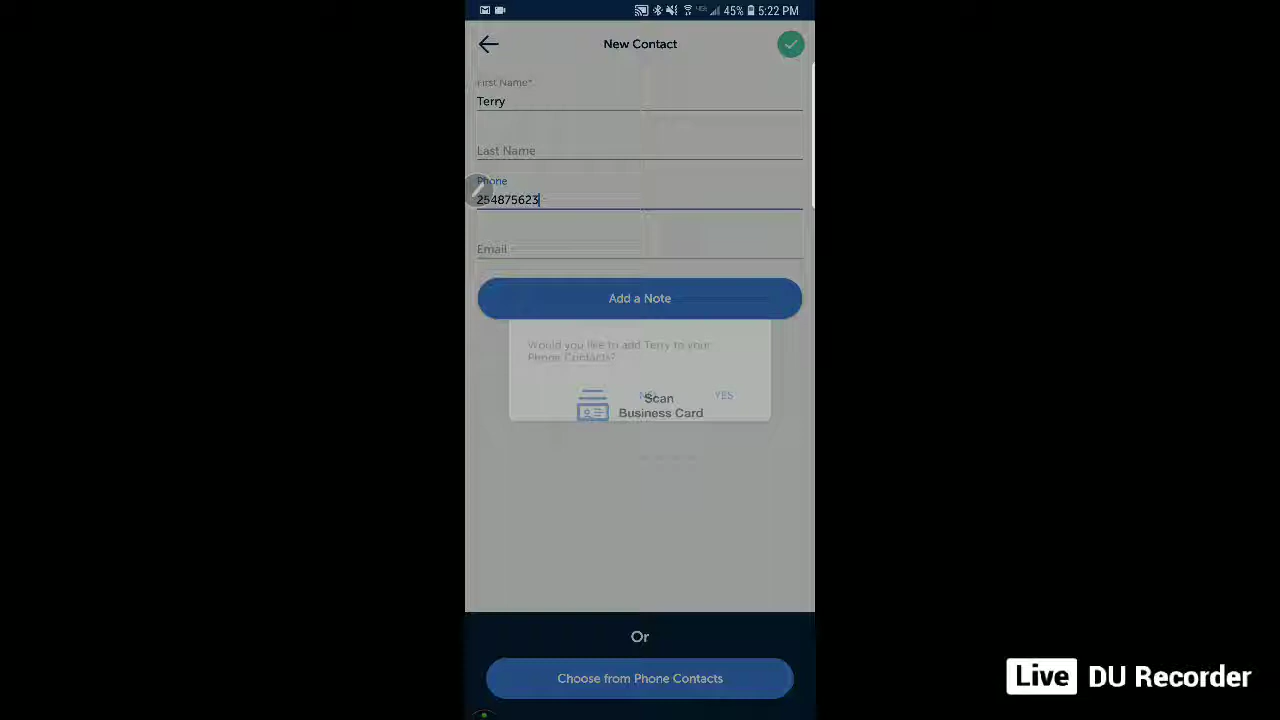 45% 5:22 PM
New Contact
First Name*
Terry
Last Name
Phone
254875623
Email
Add a Note
Would you like to add Terry to your
Phone Contacts?
NO
YES
Scan
Business Card
Or
Choose from Phone Contacts
Live DU Recorder